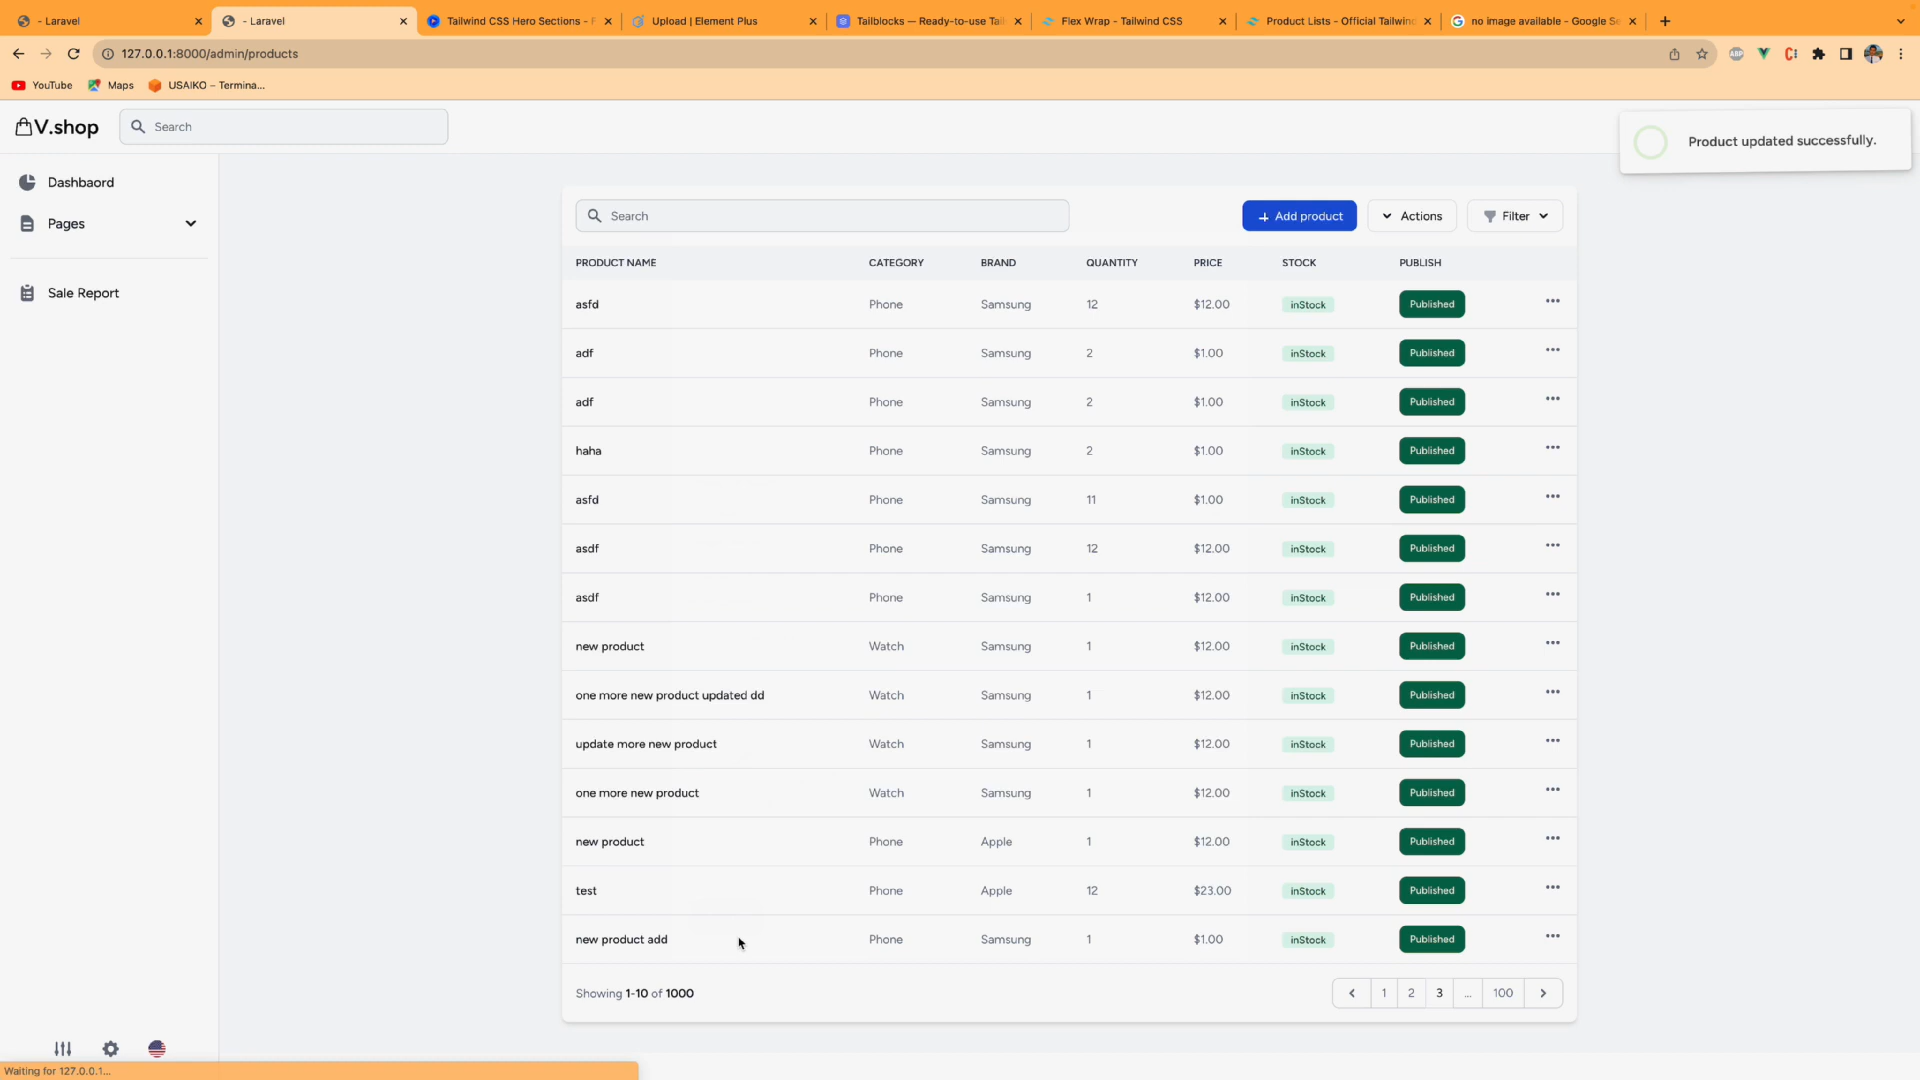 - Laravel
- Laravel
Tailwind CSS Hero Sections - F
Upload | Element Plus
Tailblocks — Ready-to-use Tai
Flex Wrap - Tailwind CSS
Product Lists - Official Tailwin
no image available - Google Se
127.0.0.1:8000/admin/products
ABP
YouTube
Maps
USAIKO – Termina...
V.shop
Search
Product updated successfully.
Dashbaord
Pages
Sale Report
Search
+ Add product
Actions
Filter
PRODUCT NAME CATEGORY BRAND QUANTITY PRICE STOCK PUBLISH
asfd Phone Samsung 12 $12.00 inStock Published ...
adf Phone Samsung 2 $1.00 inStock Published ...
adf Phone Samsung 2 $1.00 inStock Published ...
haha Phone Samsung 2 $1.00 inStock Published ...
asfd Phone Samsung 11 $1.00 inStock Published ...
asdf Phone Samsung 12 $12.00 inStock Published ...
asdf Phone Samsung 1 $12.00 inStock Published ...
new product Watch Samsung 1 $12.00 inStock Published ...
one more new product updated dd Watch Samsung 1 $12.00 inStock Published ...
update more new product Watch Samsung 1 $12.00 inStock Published ...
one more new product Watch Samsung 1 $12.00 inStock Published ...
new product Phone Apple 1 $12.00 inStock Published ...
test Phone Apple 12 $23.00 inStock Published ...
new product add Phone Samsung 1 $1.00 inStock Published ...
Showing 1-10 of 1000
1 2 3 ... 100
Waiting for 127.0.0.1...